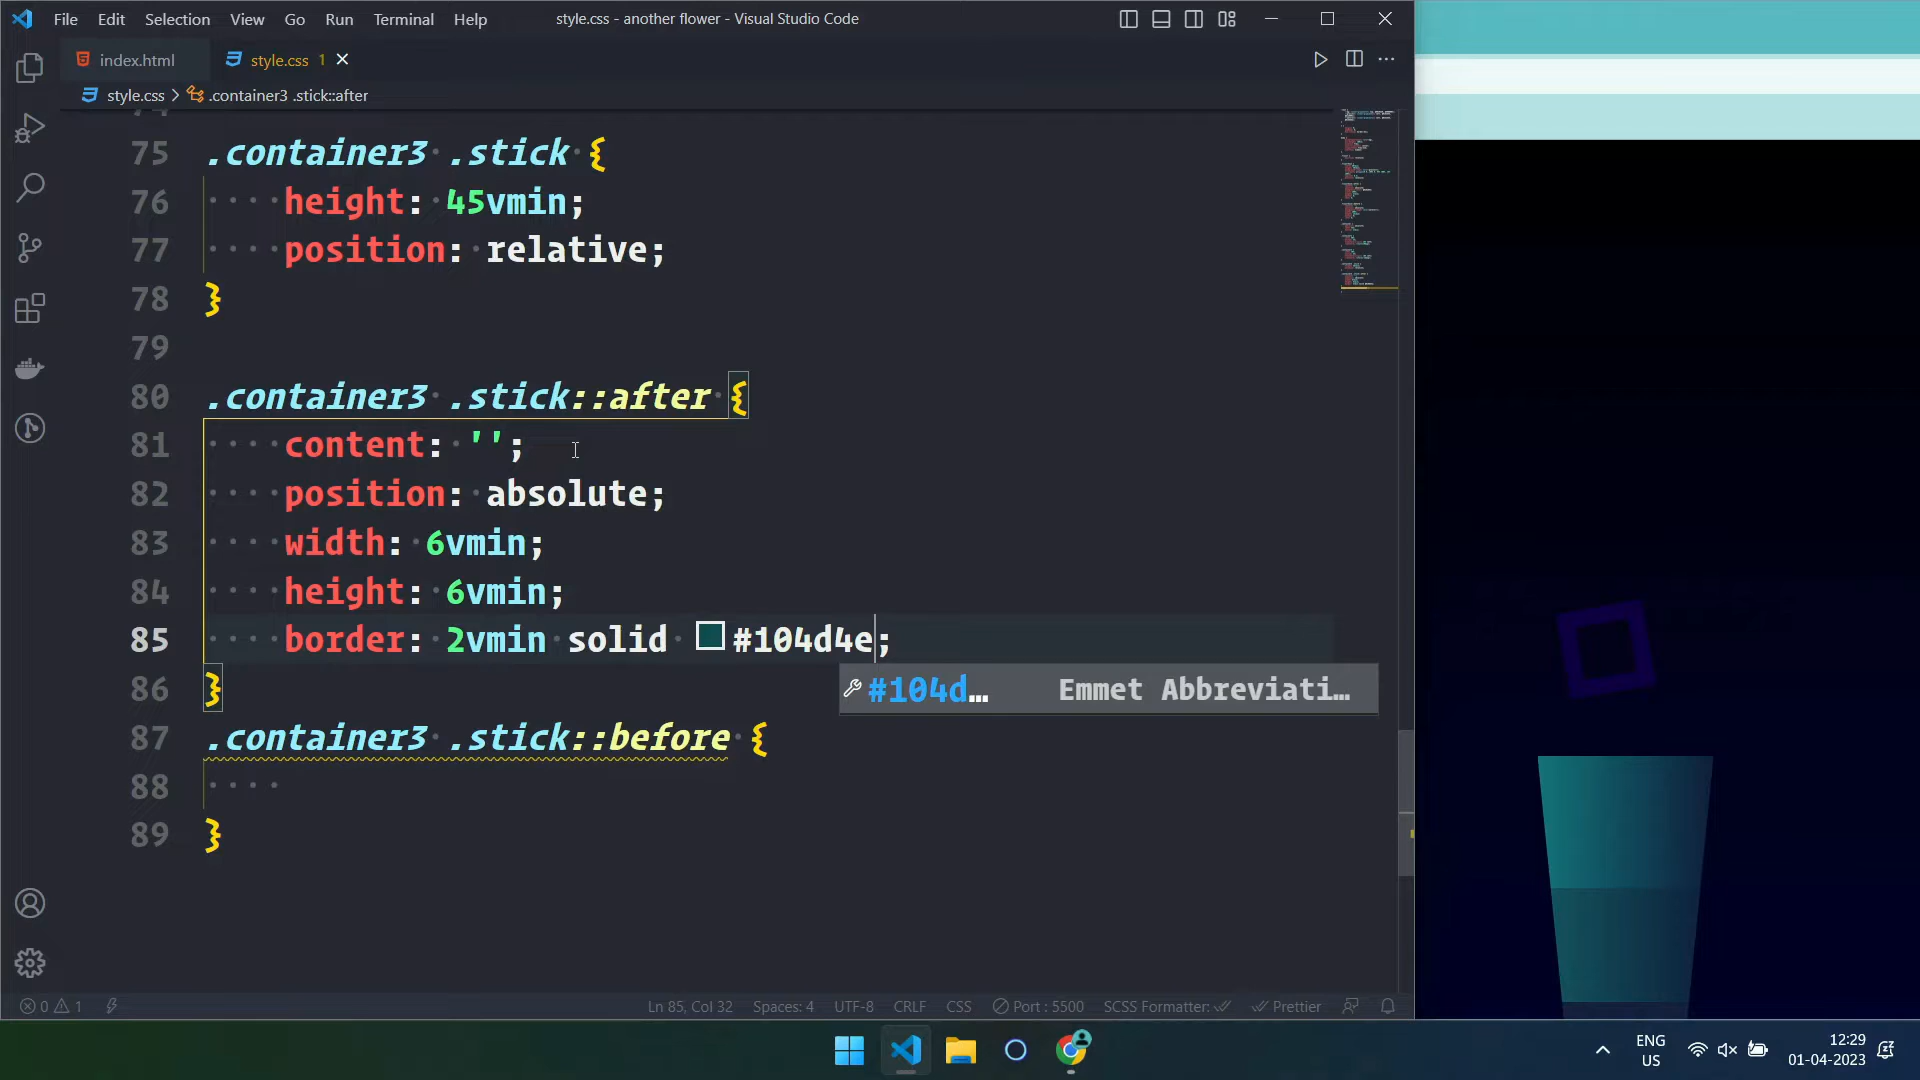 File Edit Selection View Go Run Terminal Help style.css - another flower - Visual Studio Code
index.html style.css 1
style.css .container3 .stick::after
75 .container3 .stick {
76 height: 45vmin;
77 position: relative;
78 }
79
80 .container3 .stick::after {
81 content: '';
82 position: absolute;
83 width: 6vmin;
84 height: 6vmin;
85 border: 2vmin solid #104d4e;
#104d… Emmet Abbreviati…
86 }
87 .container3 .stick::before {
88
89 }
0 1 Ln 85, Col 32 Spaces: 4 UTF-8 CRLF CSS Port : 5500 SCSS Formatter: Prettier
ENG
US
12:29
01-04-2023